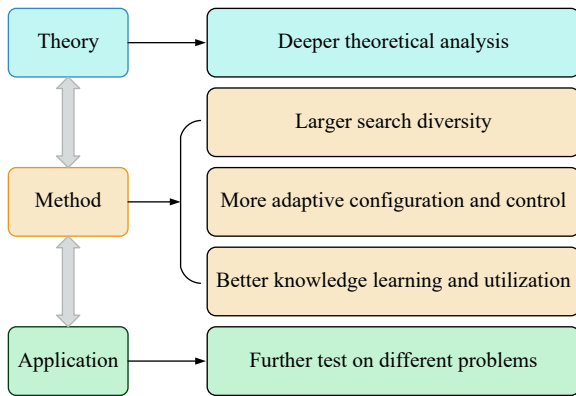 Theory
Deeper theoretical analysis
Larger search diversity
Method
More adaptive configuration and control
Better knowledge learning and utilization
Application
Further test on different problems